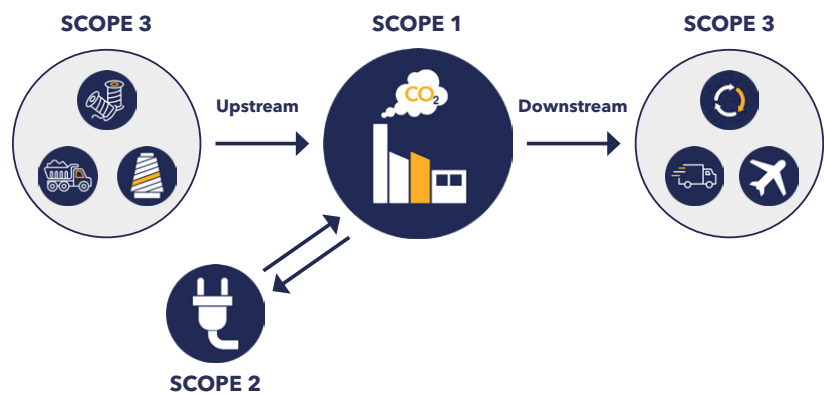 SCOPE 3
SCOPE 1
SCOPE 3
CO2
Upstream
Downstream
SCOPE 2